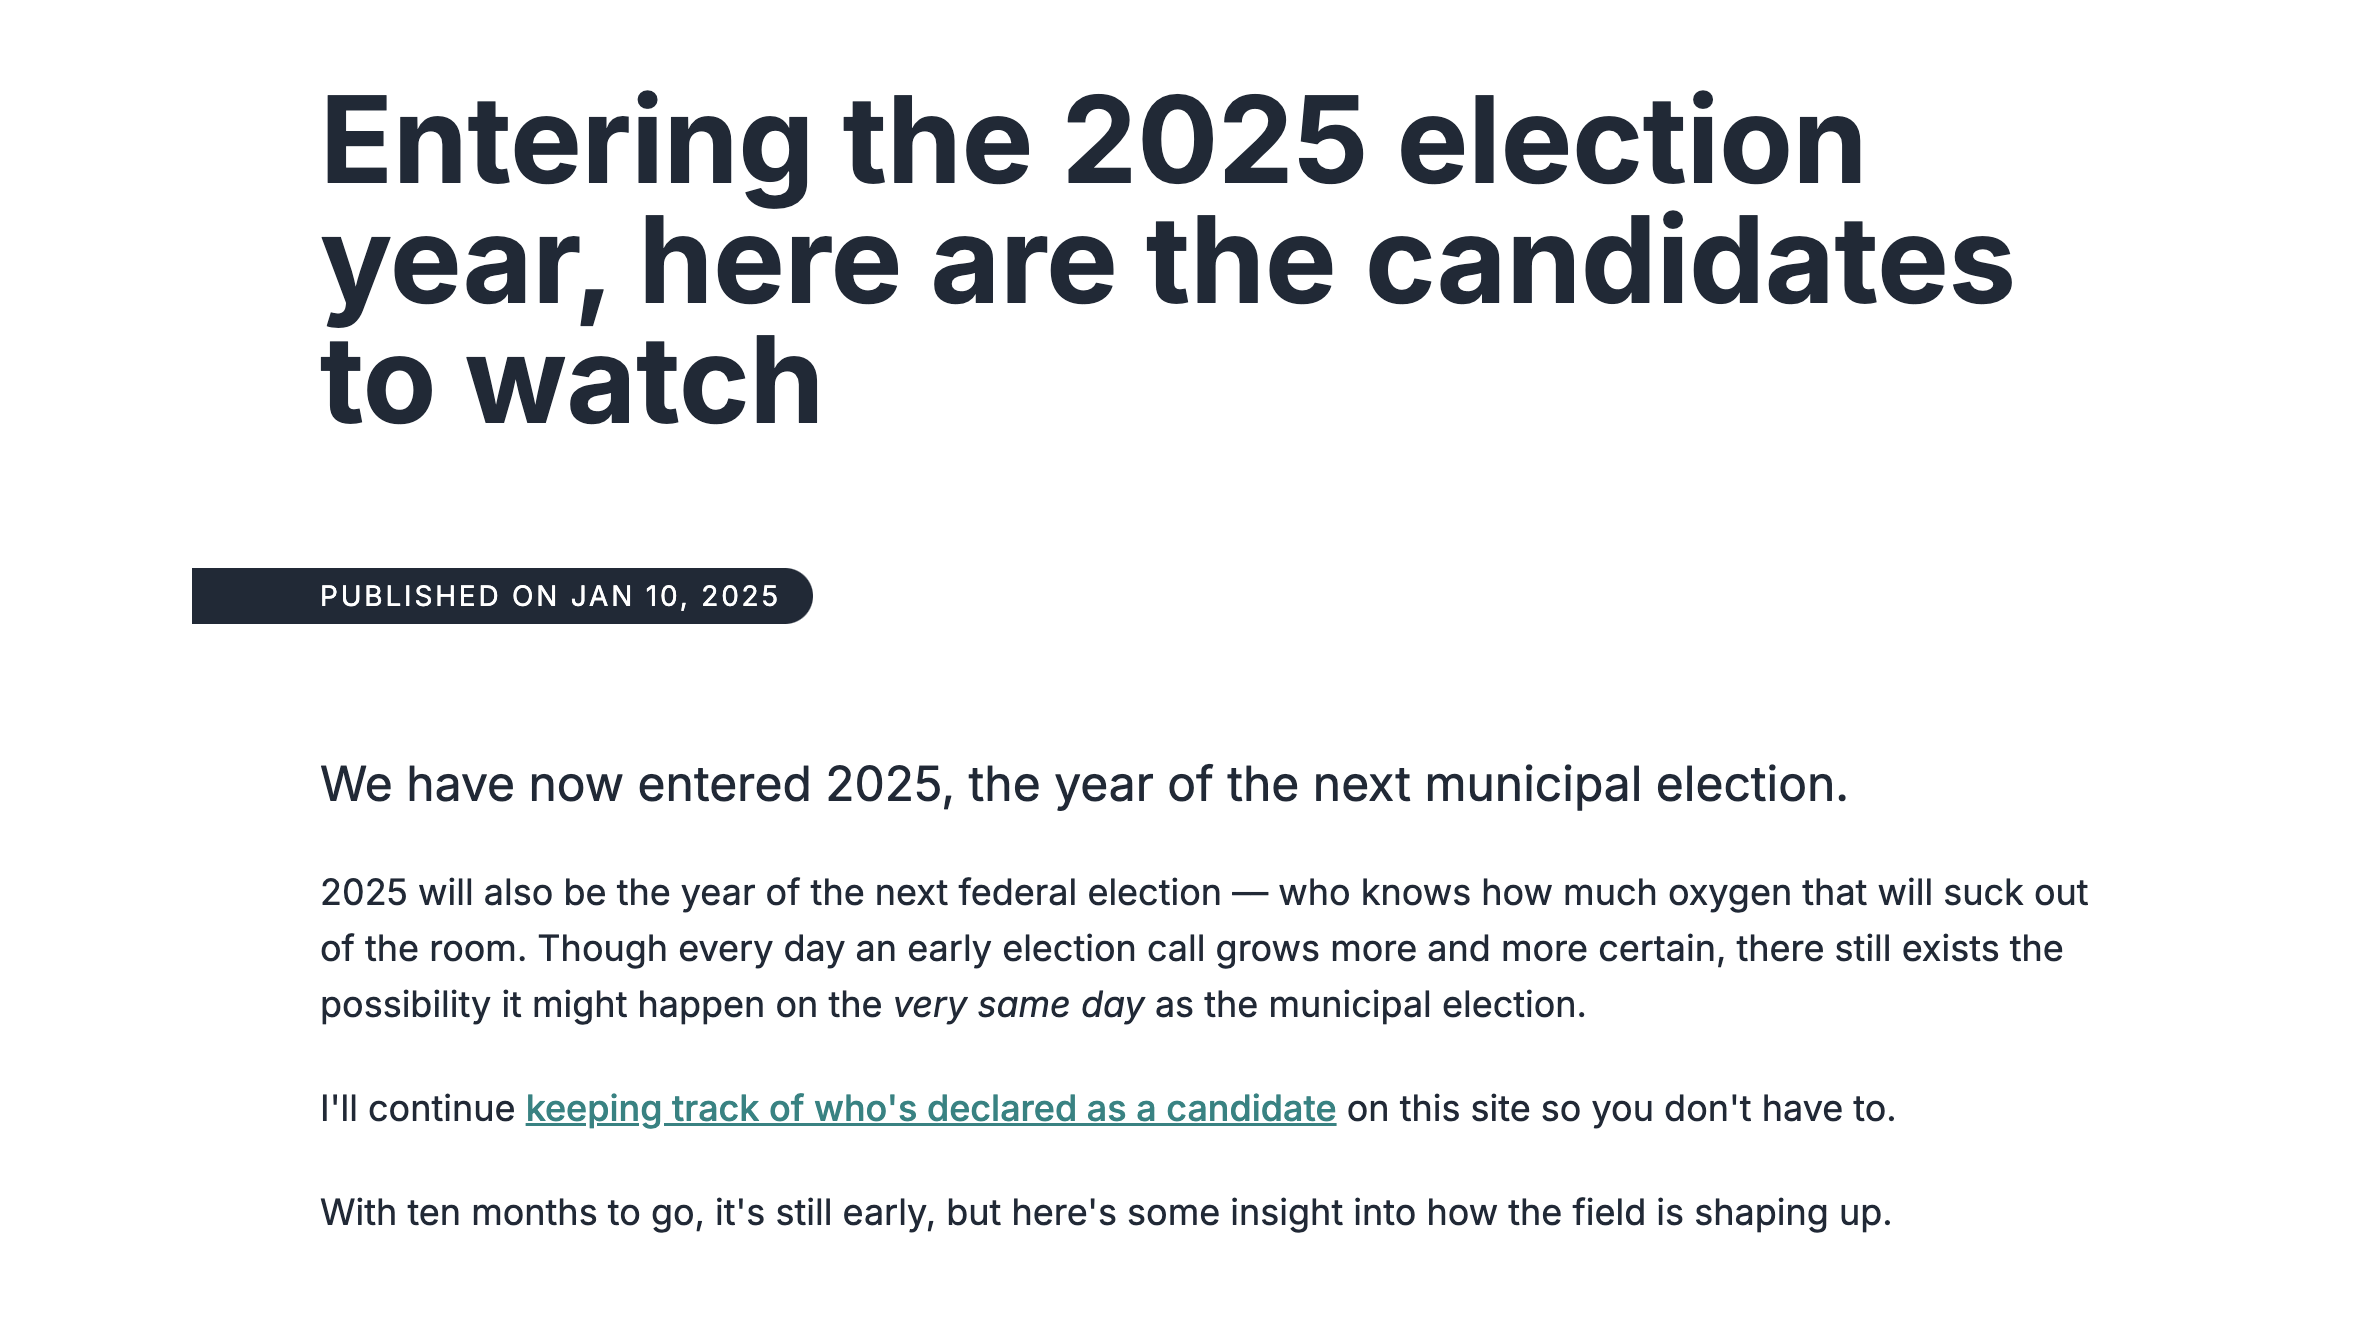 Entering the 2025 election
year, here are the candidates
to watch
PUBLISHED ON JAN 10, 2025
We have now entered 2025, the year of the next municipal election.
2025 will also be the year of the next federal election — who knows how much oxygen that will suck out
of the room. Though every day an early election call grows more and more certain, there still exists the
possibility it might happen on the very same day as the municipal election.
I'll continue keeping track of who's declared as a candidate on this site so you don't have to.
With ten months to go, it's still early, but here's some insight into how the field is shaping up.